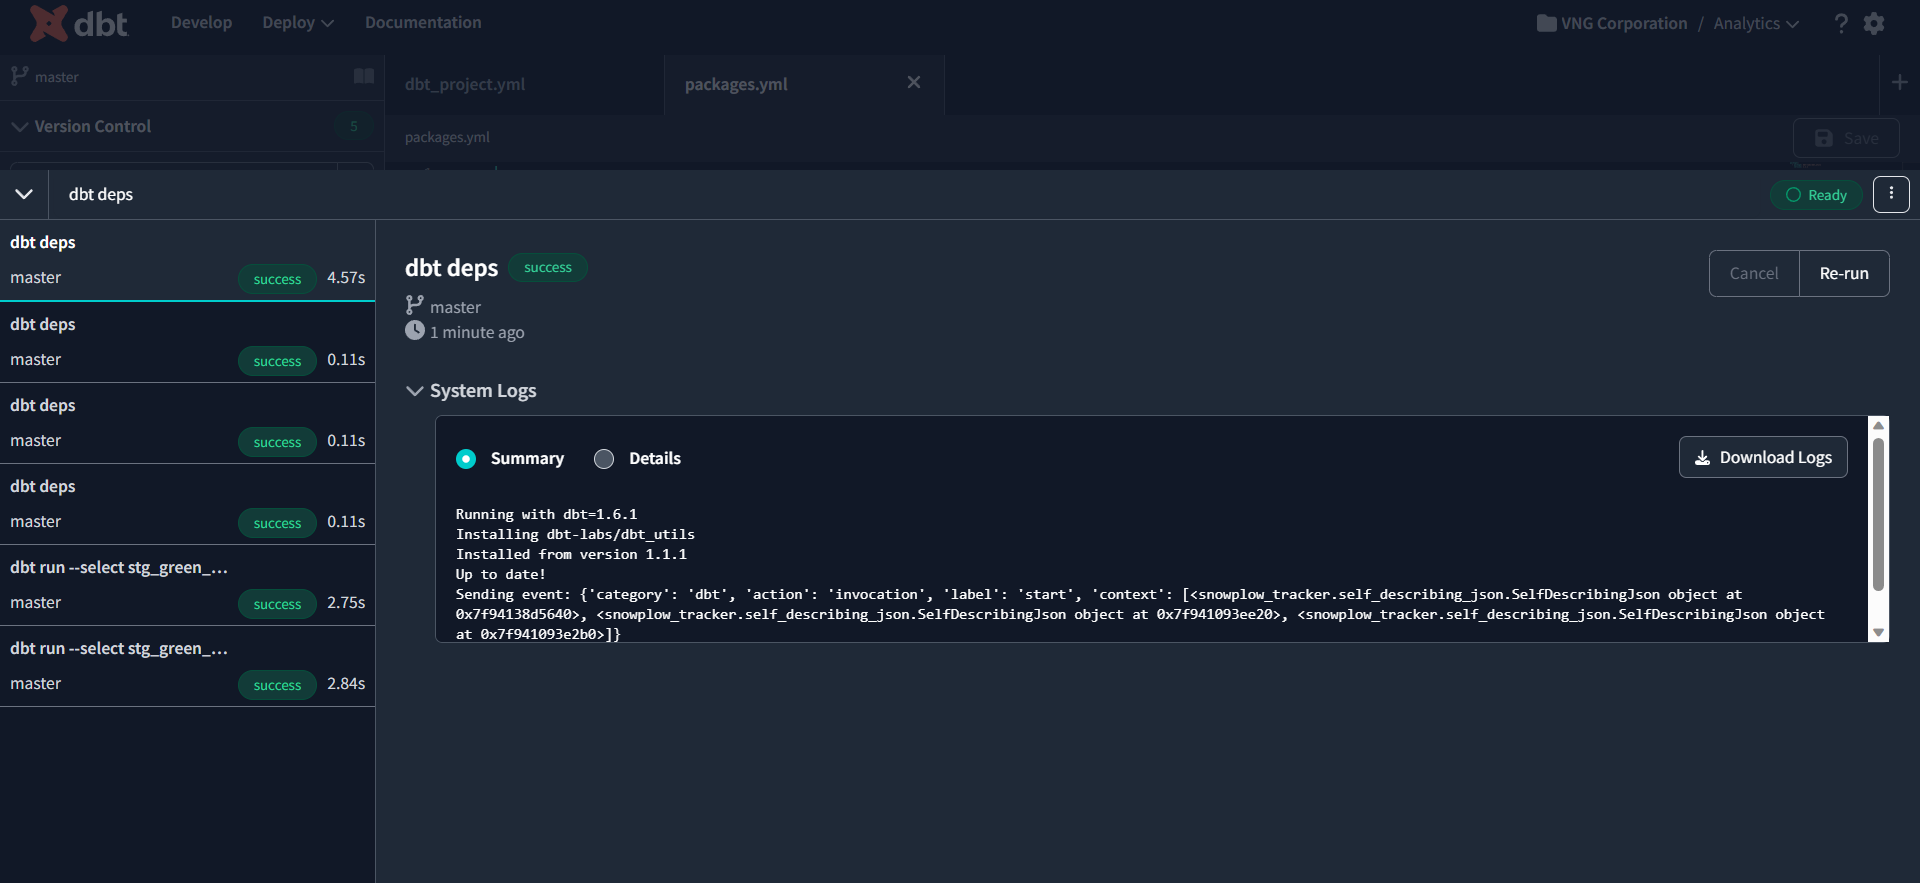 dbt
Develop
Deploy
Documentation
VNG Corporation / Analytics
?
master
dbt_project.yml
packages.yml
Version Control
5
packages.yml
Save
dbt deps
Ready
dbt deps
master
success
4.57s
dbt deps
master
success
0.11s
dbt deps
master
success
0.11s
dbt deps
master
success
0.11s
dbt run --select stg_green_...
master
success
2.75s
dbt run --select stg_green_...
master
success
2.84s
dbt deps
success
Cancel
Re-run
master
1 minute ago
System Logs
Summary
Details
Download Logs
Running with dbt=1.6.1
Installing dbt-labs/dbt_utils
Installed from version 1.1.1
Up to date!
Sending event: {'category': 'dbt', 'action': 'invocation', 'label': 'start', 'context': [<snowplow_tracker.self_describing_json.SelfDescribingJson object at
0x7f94138d5640>, <snowplow_tracker.self_describing_json.SelfDescribingJson object at 0x7f941093ee20>, <snowplow_tracker.self_describing_json.SelfDescribingJson object
at 0x7f941093e2b0>]}